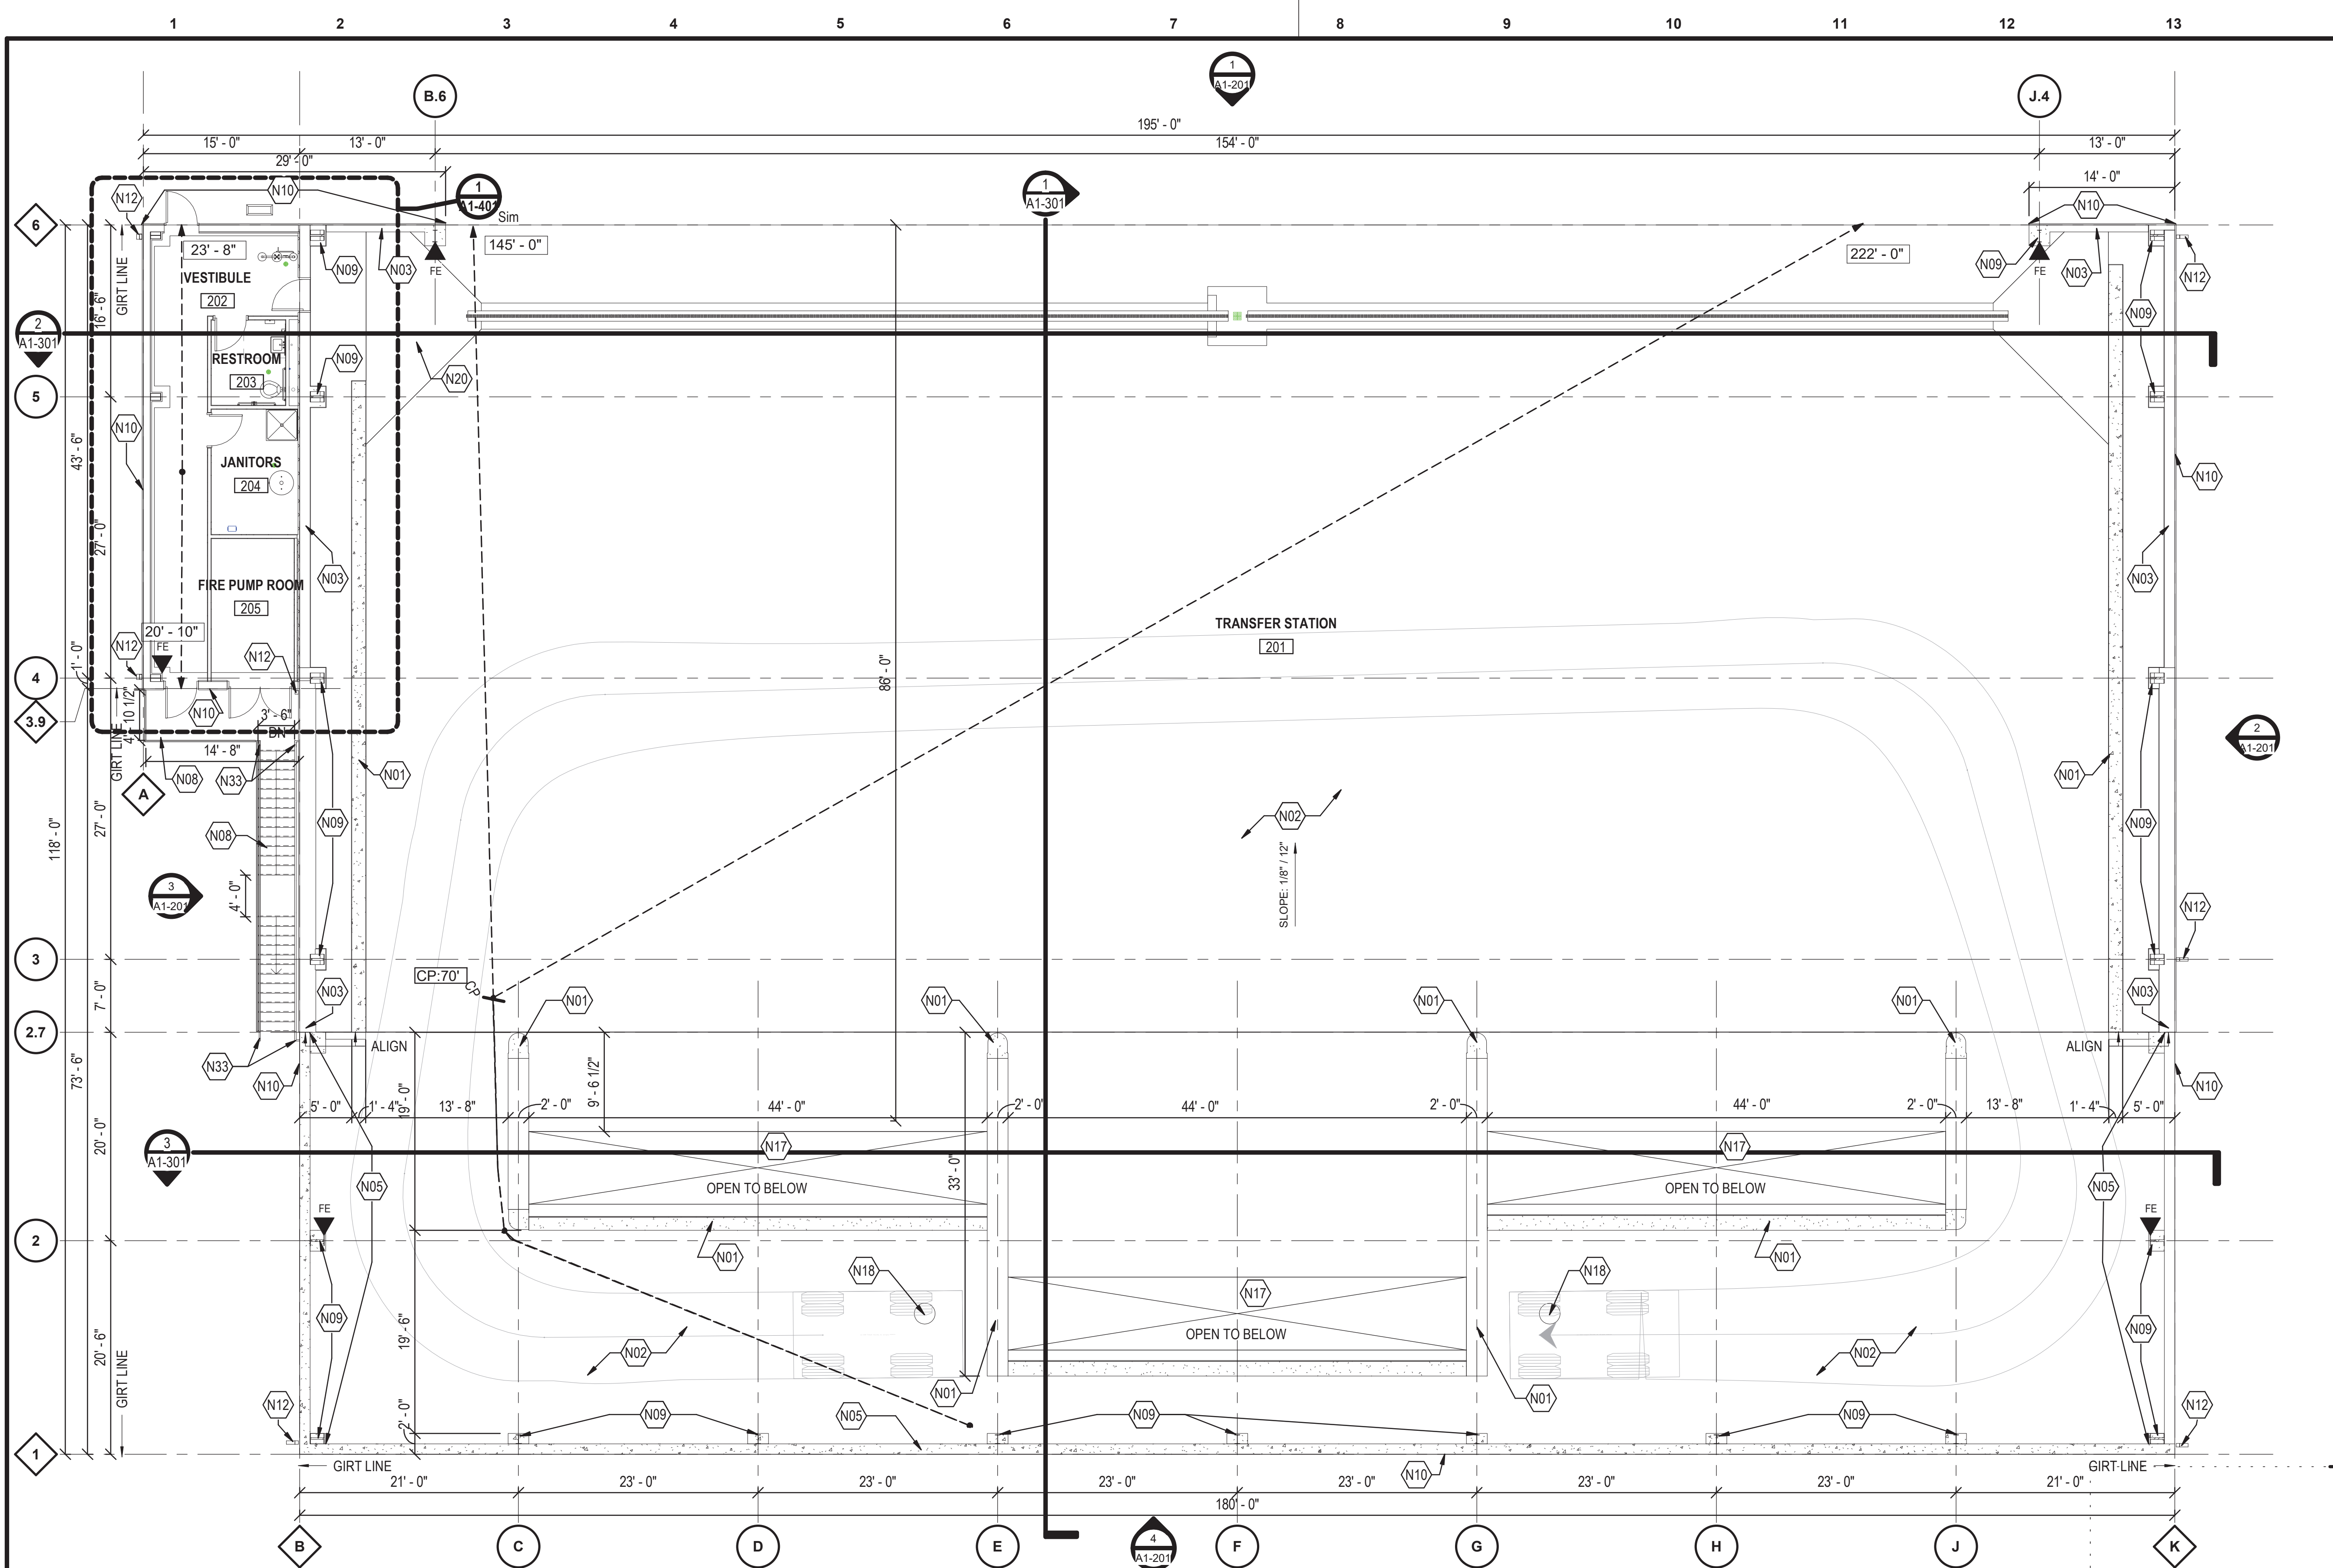 1 2 3 4 5 6 7 8 9 10 11 12 13
1
A1-201
B.6
J.4
195' - 0"
15' - 0" 13' - 0" 154' - 0" 13' - 0"
29' - 0"
14' - 0"
N10
N12
1
A1-401
Sim
1
A1-301
N10
6
145' - 0"
222' - 0"
23' - 8"
GIRT LINE
VESTIBULE
202
N09
N03
FE
N09
FE
N03
N12
16' - 6"
2
A1-301
N09
RESTROOM
203
N09
N20
5
N10
43' - 6"
JANITORS
204
N10
27' - 0"
FIRE PUMP ROOM
205
N03
N03
TRANSFER STATION
201
20' - 10"
FE
N12
N12
1' - 0"
4
86' - 0"
N10
3.9
4' - 10 1/2"
3' - 6"
DN
GIRT LINE
14' - 8"
2
A1-201
N08
N33
N01
N01
A
118' - 0"
27' - 0"
N08
N09
N02
N09
SLOPE: 1/8" / 12"
3
A1-201
4' - 0"
N12
3
CP:70'
CP
N03
N01
N01
N01
N01
N03
7' - 0"
2.7
ALIGN
ALIGN
N33
N10
N10
73' - 6"
9' - 6 1/2"
19' - 0"
5' - 0" 1' - 4" 13' - 8" 2' - 0" 44' - 0" 2' - 0" 44' - 0" 2' - 0" 44' - 0" 2' - 0" 13' - 8" 1' - 4" 5' - 0"
20' - 0"
3
A1-301
N17
N17
33' - 0"
N05
OPEN TO BELOW
OPEN TO BELOW
N05
FE
FE
2
N01
N01
N18
N17
N18
N09
OPEN TO BELOW
N09
19' - 6"
20' - 6"
N02
N02
GIRT LINE
N01
N01
N12
2' - 0"
N09
N05
N09
N09
N12
1
GIRT LINE
N10
GIRT LINE
21' - 0" 23' - 0" 23' - 0" 23' - 0" 23' - 0" 23' - 0" 23' - 0" 21' - 0"
180' - 0"
B C D E
4
A1-201
F G H J K